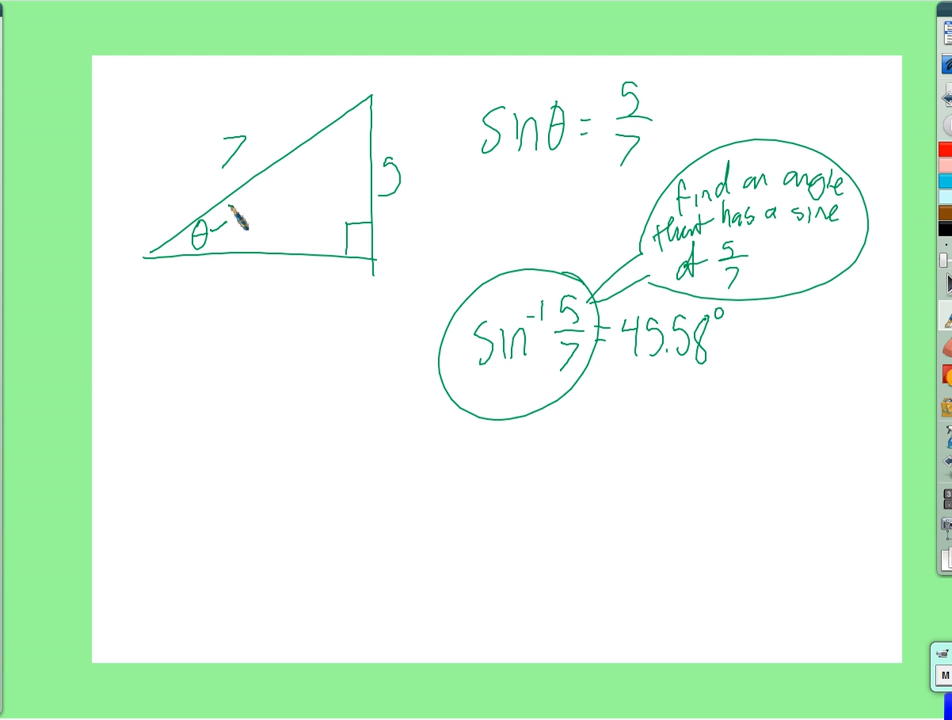 7
5
θ
sinθ = 5/7
find an angle
that has a sine
of 5/7
sin⁻¹ 5/7 = 45.58°
M